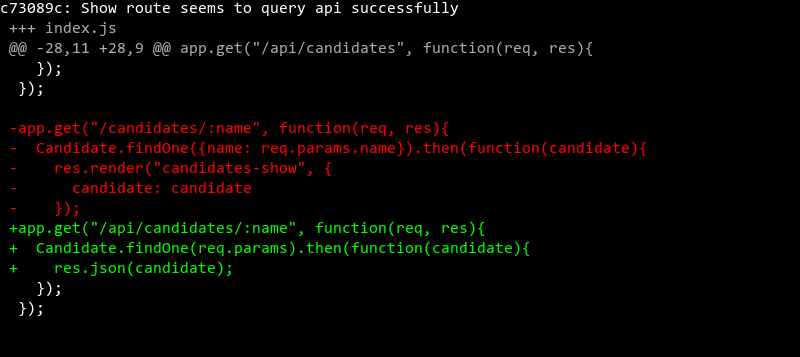 c73089c: Show route seems to query api successfully
+++ index.js
@@ -28,11 +28,9 @@ app.get("/api/candidates", function(req, res){
    });
 });

-app.get("/candidates/:name", function(req, res){
-  Candidate.findOne({name: req.params.name}).then(function(candidate){
-    res.render("candidates-show", {
-      candidate: candidate
-    });
+app.get("/api/candidates/:name", function(req, res){
+  Candidate.findOne(req.params).then(function(candidate){
+    res.json(candidate);
    });
 });